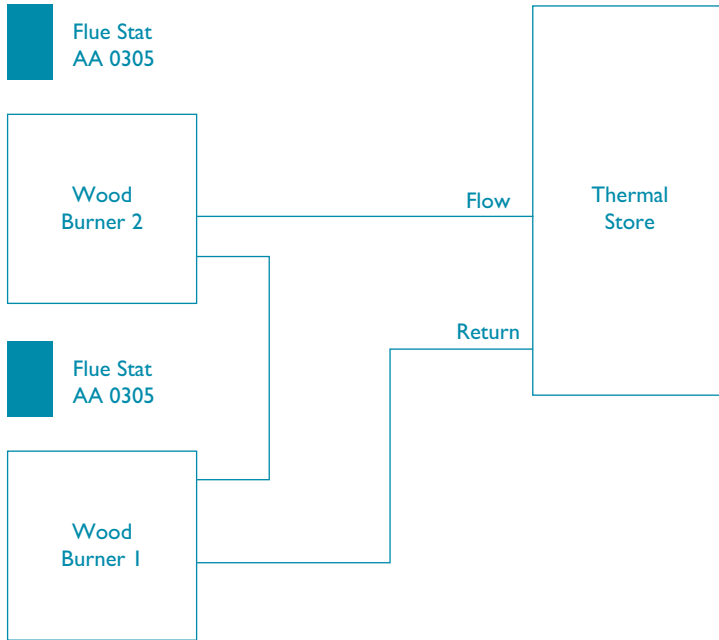 Flue Stat
AA 0305
Wood
Burner 2
Flow
Thermal
Store
Return
Flue Stat
AA 0305
Wood
Burner 1